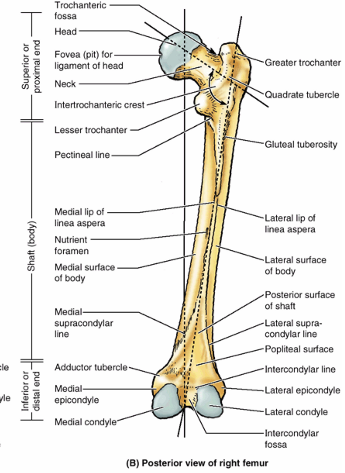 Trochanteric
fossa
Head
Fovea (pit) for
ligament of head
Neck
Intertrochanteric crest
Lesser trochanter
Pectineal line
Medial lip of
linea aspera
Nutrient
foramen
Medial surface
of body
Medial
supracondylar
line
Adductor tubercle
Medial
epicondyle
Medial condyle
Superior or
proximal end
Shaft (body)
Inferior or
distal end
Greater trochanter
Quadrate tubercle
Gluteal tuberosity
Lateral lip of
linea aspera
Lateral surface
of body
Posterior surface
of shaft
Lateral supra-
condylar line
Popliteal surface
Intercondylar line
Lateral epicondyle
Lateral condyle
Intercondylar
fossa
(B) Posterior view of right femur